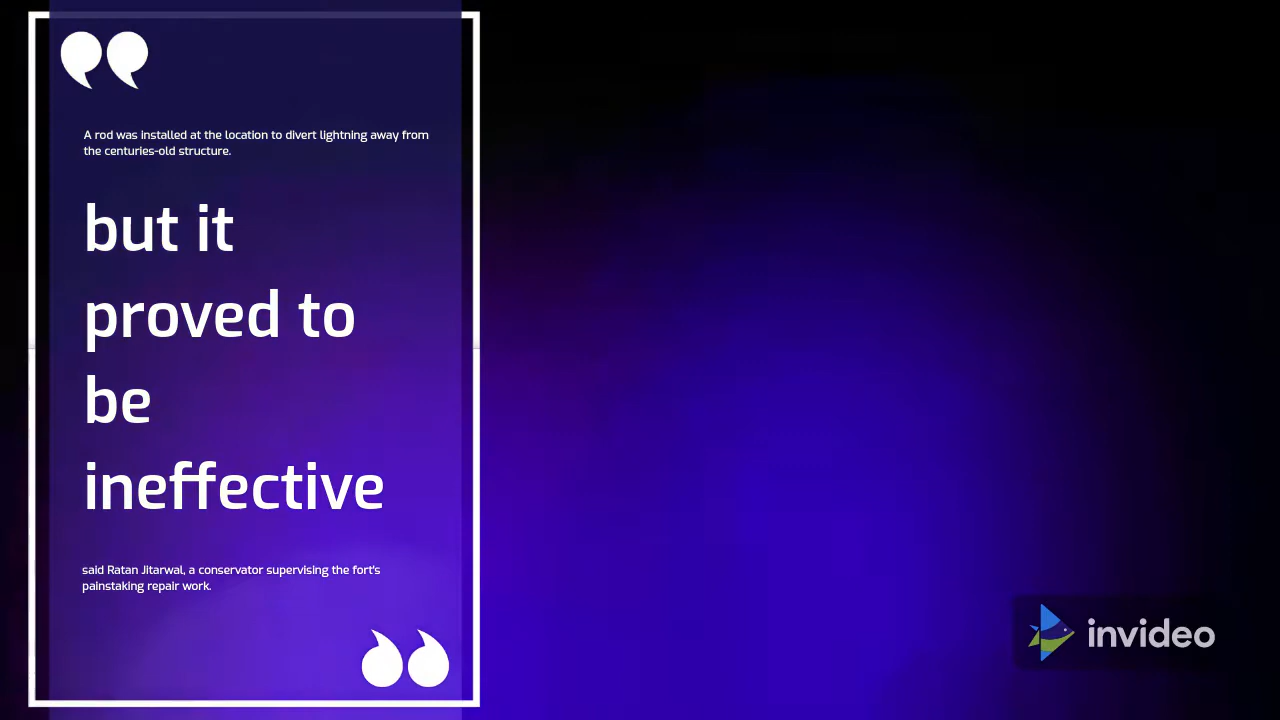 A rod was installed at the location to divert lightning away from
the centuries-old structure.
but it
proved to
be
ineffective
said Ratan Jitarwal, a conservator supervising the fort's
painstaking repair work.
invideo